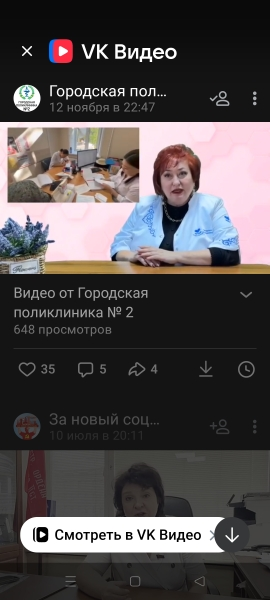 VK Видео
Городская пол...
12 ноября в 22:47
Видео от Городская
поликлиника № 2
648 просмотров
35
5
4
За новый соц...
10 июля в 20:11
Смотреть в VK Видео